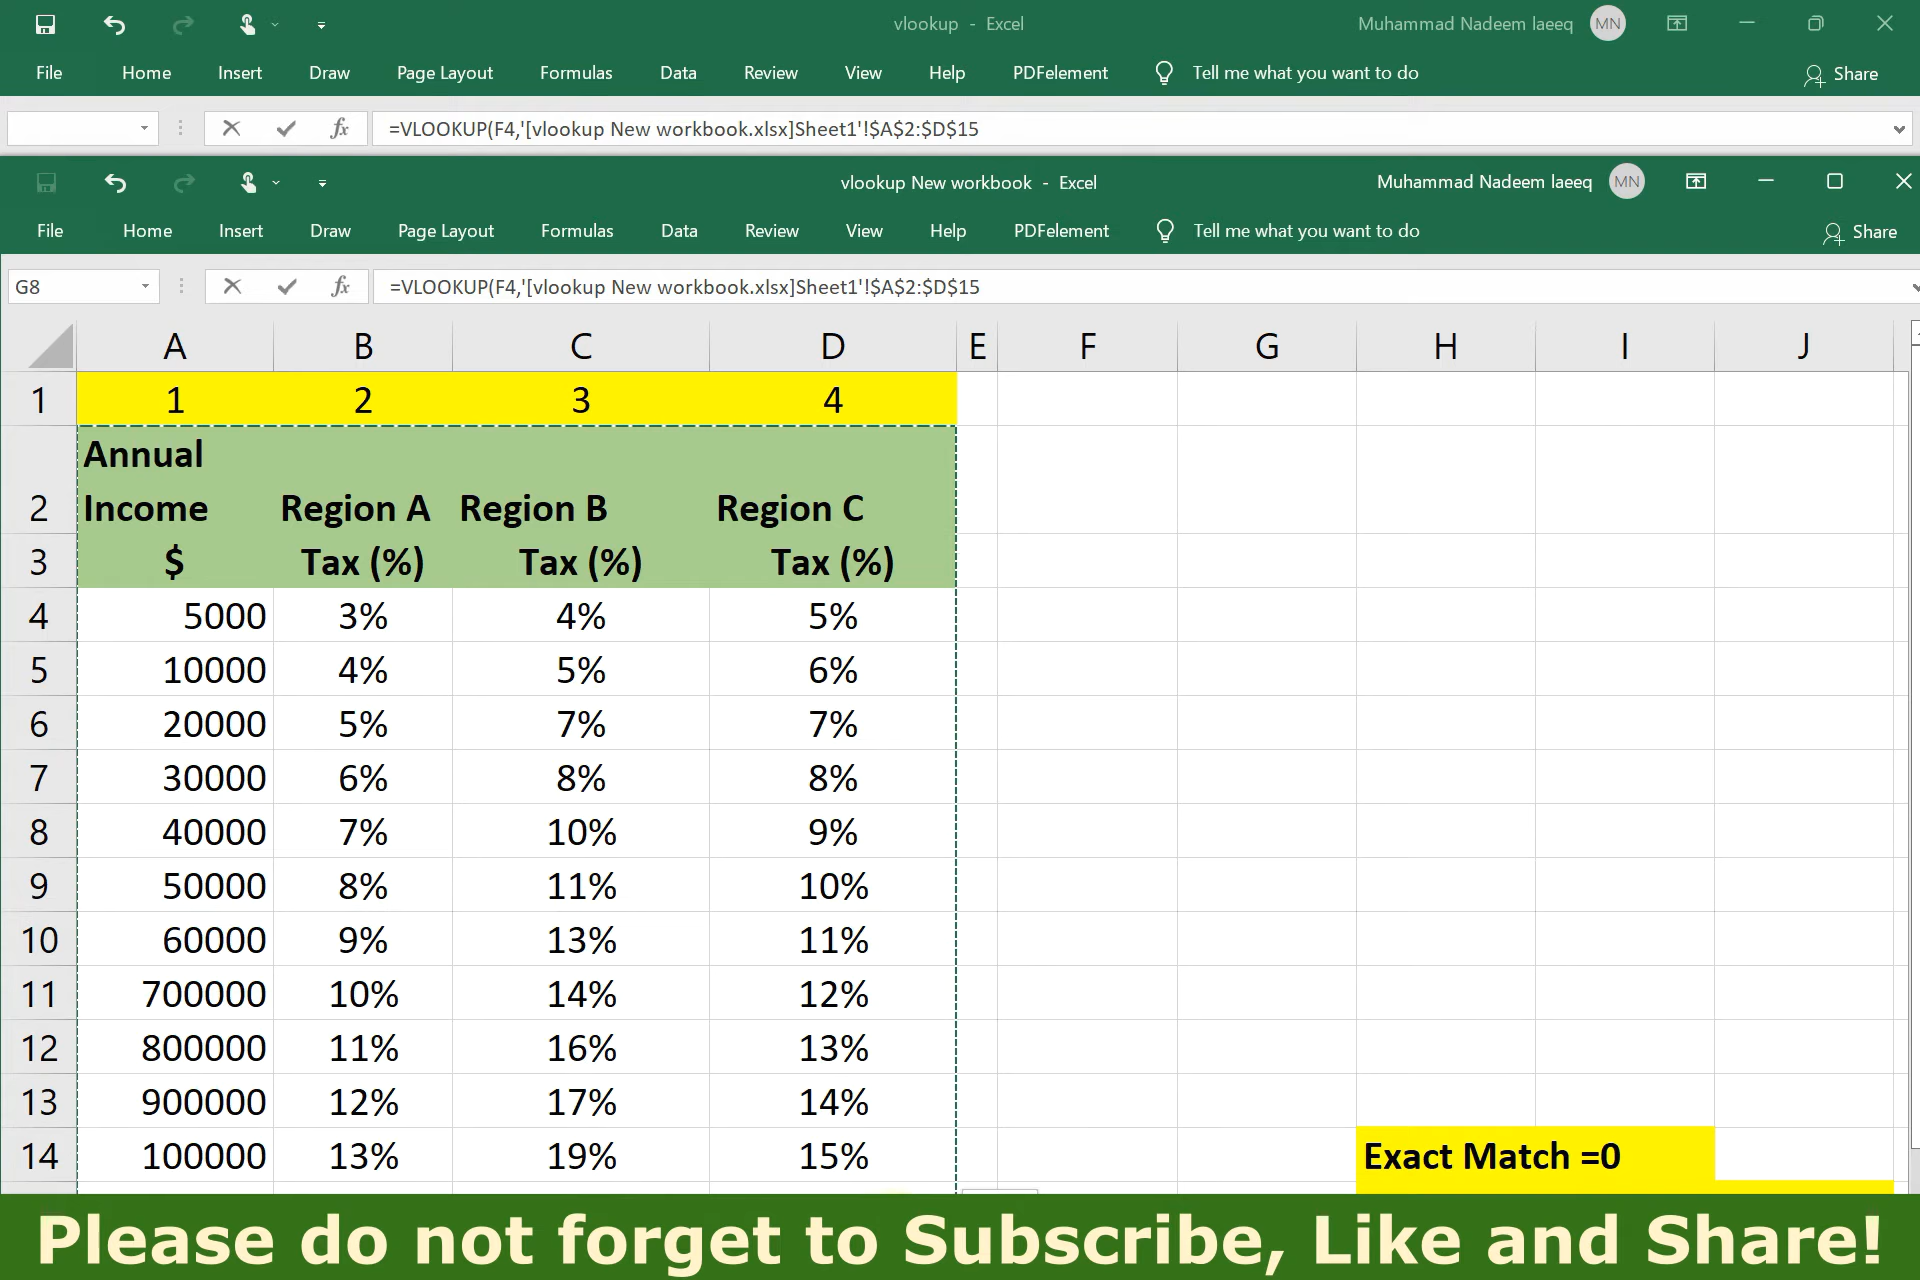 vlookup - Excel
Muhammad Nadeem laeeq MN
File Home Insert Draw Page Layout Formulas Data Review View Help PDFelement Tell me what you want to do Share
fx =VLOOKUP(F4,'[vlookup New workbook.xlsx]Sheet1'!$A$2:$D$15
vlookup New workbook - Excel
Muhammad Nadeem laeeq MN
File Home Insert Draw Page Layout Formulas Data Review View Help PDFelement Tell me what you want to do Share
G8 fx =VLOOKUP(F4,'[vlookup New workbook.xlsx]Sheet1'!$A$2:$D$15
A B C D E F G H I J
1 1 2 3 4
Annual
2 Income Region A Region B Region C
3 $ Tax (%) Tax (%) Tax (%)
4 5000 3% 4% 5%
5 10000 4% 5% 6%
6 20000 5% 7% 7%
7 30000 6% 8% 8%
8 40000 7% 10% 9%
9 50000 8% 11% 10%
10 60000 9% 13% 11%
11 700000 10% 14% 12%
12 800000 11% 16% 13%
13 900000 12% 17% 14%
14 100000 13% 19% 15% Exact Match =0
Please do not forget to Subscribe, Like and Share!